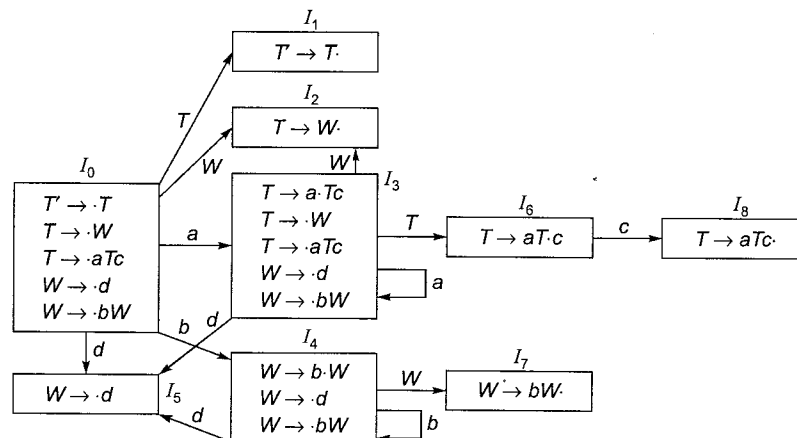 I₁
T′ → T·
I₂
T → W·
T
W
W
I₀
T′ → ·T
T → ·W
T → ·aTc
W → ·d
W → ·bW
a
I₃
T → a·Tc
T → ·W
T → ·aTc
W → ·d
W → ·bW
a
T
I₆
T → aT·c
c
I₈
T → aTc·
d
b
d
I₄
W → b·W
W → ·d
W → ·bW
b
W
I₇
W → bW·
W → ·d
I₅
d